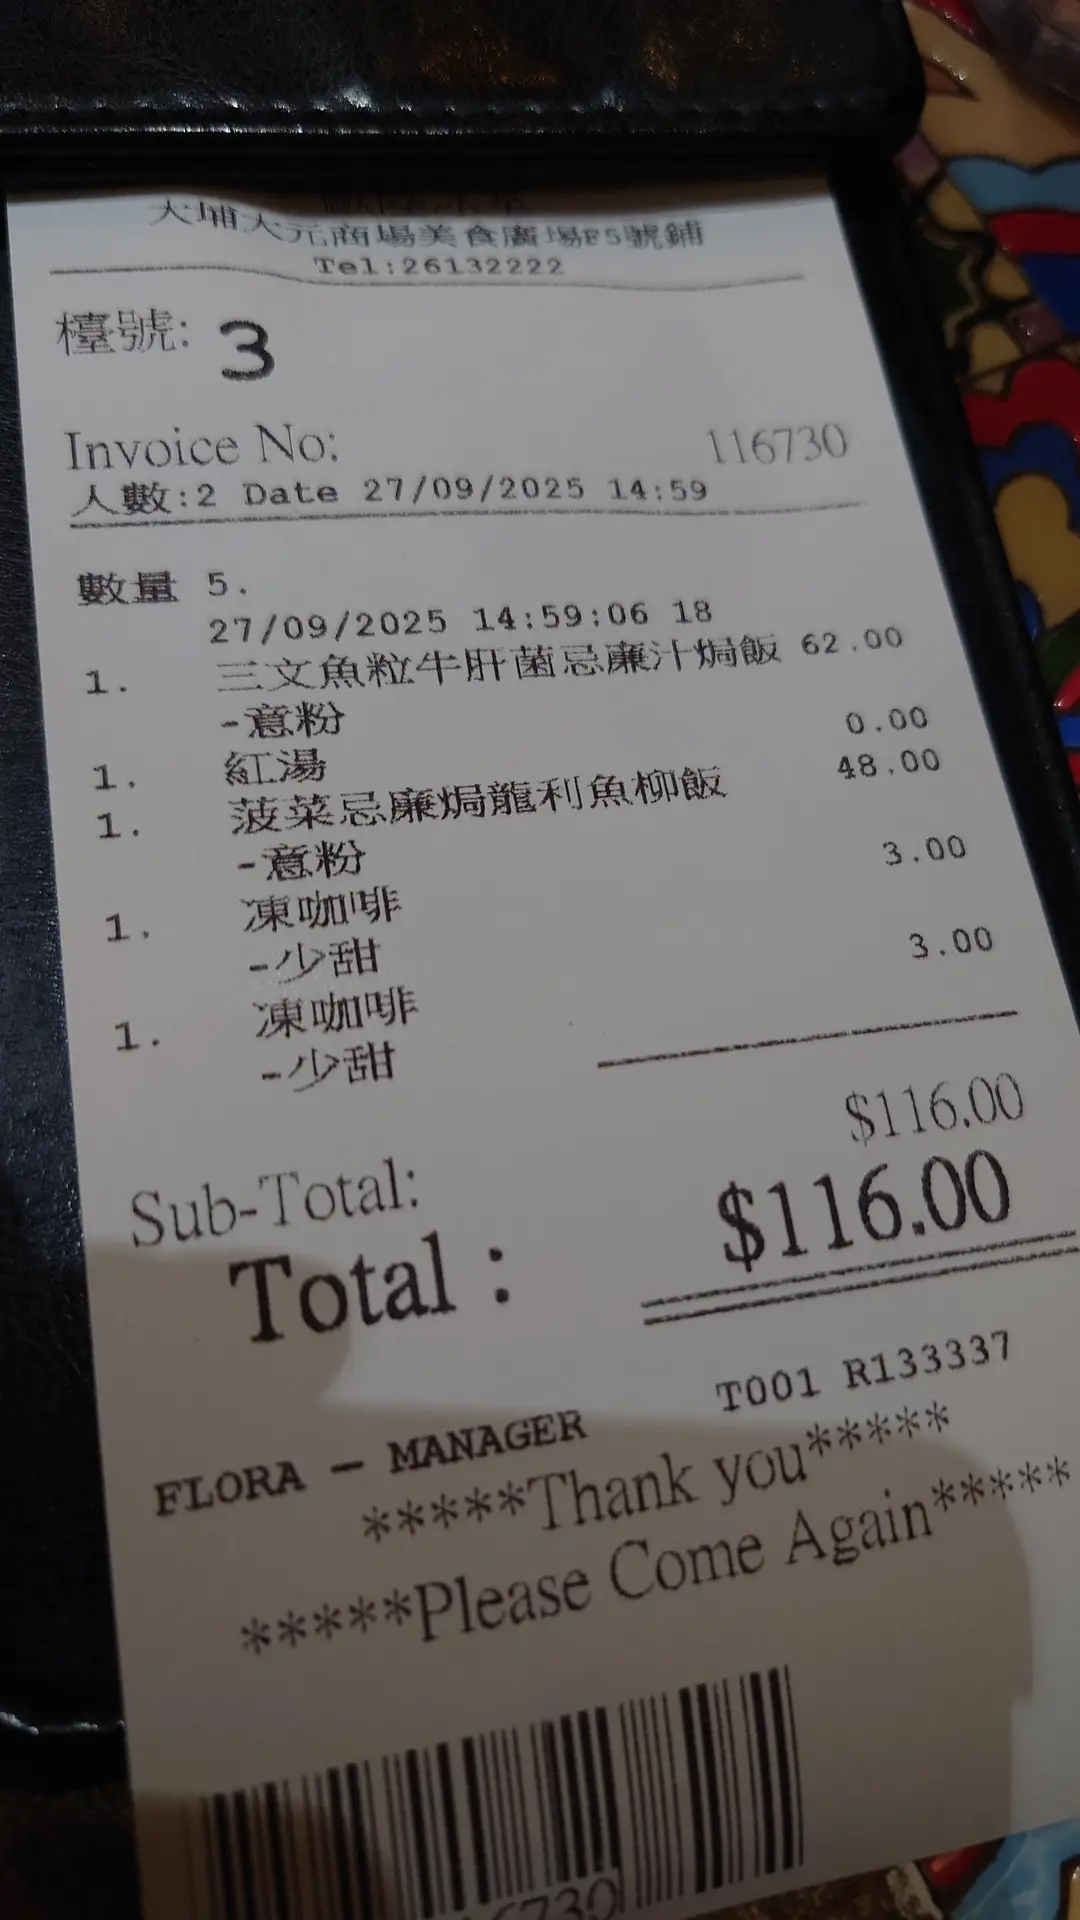 大埔大元商場美食廣場F5號鋪
Tel:26132222
檯號: 3
Invoice No: 116730
人數:2 Date 27/09/2025 14:59
數量 5.
27/09/2025 14:59:06 18
1. 三文魚粒牛肝菌忌廉汁焗飯 62.00
-意粉
1. 紅湯 0.00
1. 菠菜忌廉焗龍利魚柳飯 48.00
-意粉
1. 凍咖啡 3.00
-少甜
1. 凍咖啡 3.00
-少甜
Sub-Total: $116.00
Total : $116.00
T001 R133337
FLORA - MANAGER
*****Thank you*****
*****Please Come Again*****
6730